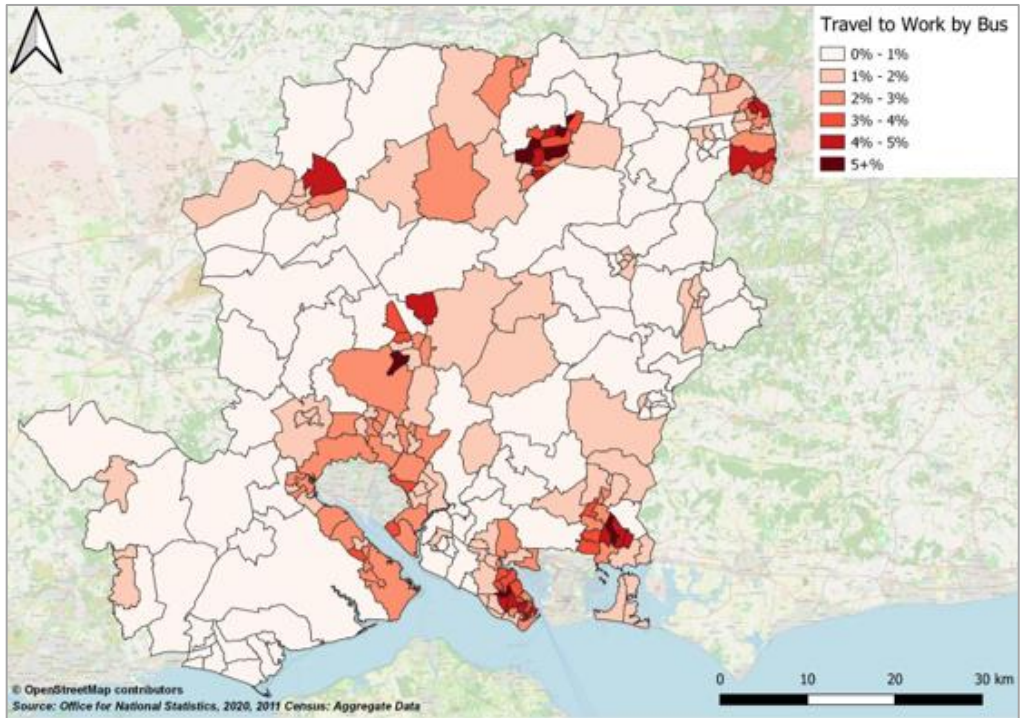 Travel to Work by Bus
0% - 1%
1% - 2%
2% - 3%
3% - 4%
4% - 5%
5+%
0 10 20 30 km
© OpenStreetMap contributors
Source: Office for National Statistics, 2020, 2011 Census: Aggregate Data